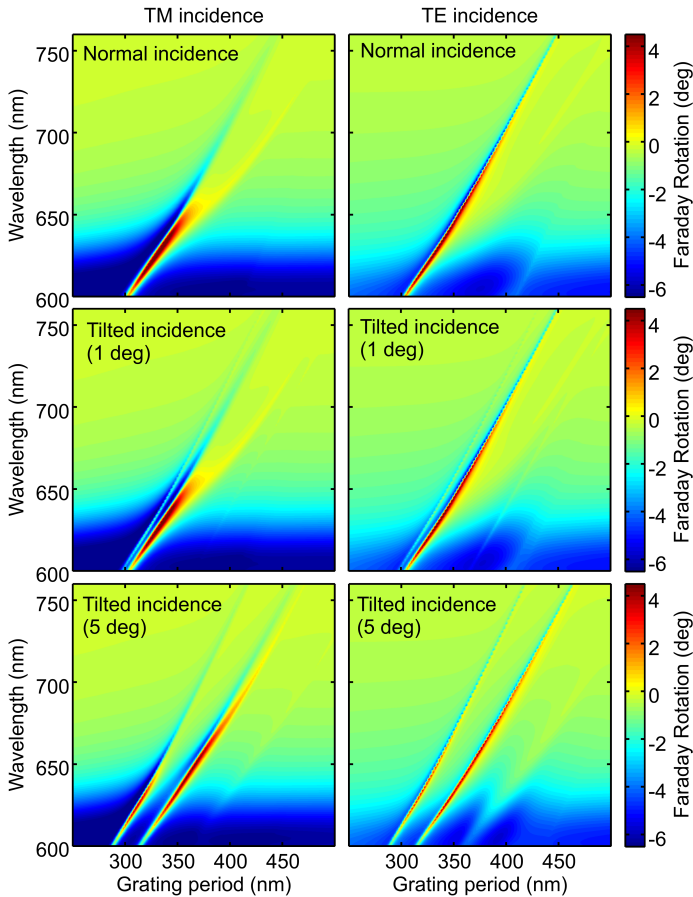 TM incidence TE incidence
Normal incidence Normal incidence
Wavelength (nm)
750
700
650
600
4
2
0
-2
-4
-6
Faraday Rotation (deg)
Tilted incidence
(1 deg)
Tilted incidence
(1 deg)
Wavelength (nm)
750
700
650
600
4
2
0
-2
-4
-6
Faraday Rotation (deg)
Tilted incidence
(5 deg)
Tilted incidence
(5 deg)
Wavelength (nm)
750
700
650
600
4
2
0
-2
-4
-6
Faraday Rotation (deg)
300 350 400 450 300 350 400 450
Grating period (nm) Grating period (nm)